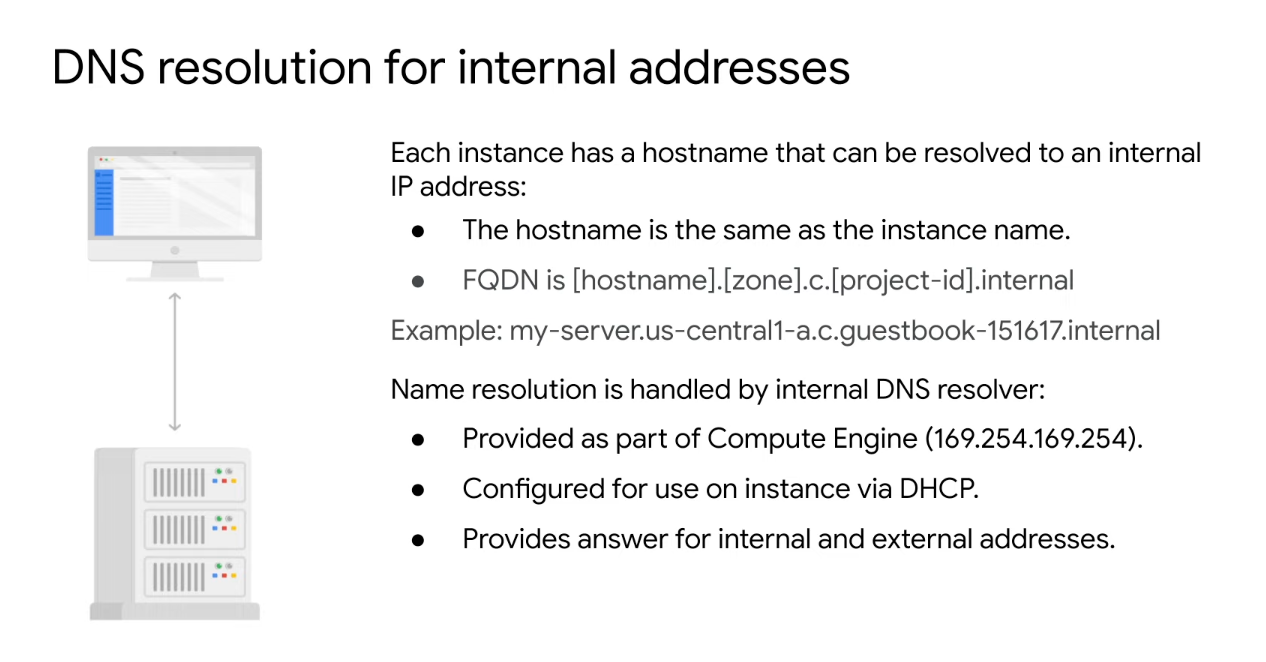 DNS resolution for internal addresses
Each instance has a hostname that can be resolved to an internal
IP address:
● The hostname is the same as the instance name.
● FQDN is [hostname].[zone].c.[project-id].internal
Example: my-server.us-central1-a.c.guestbook-151617.internal
Name resolution is handled by internal DNS resolver:
● Provided as part of Compute Engine (169.254.169.254).
● Configured for use on instance via DHCP.
● Provides answer for internal and external addresses.